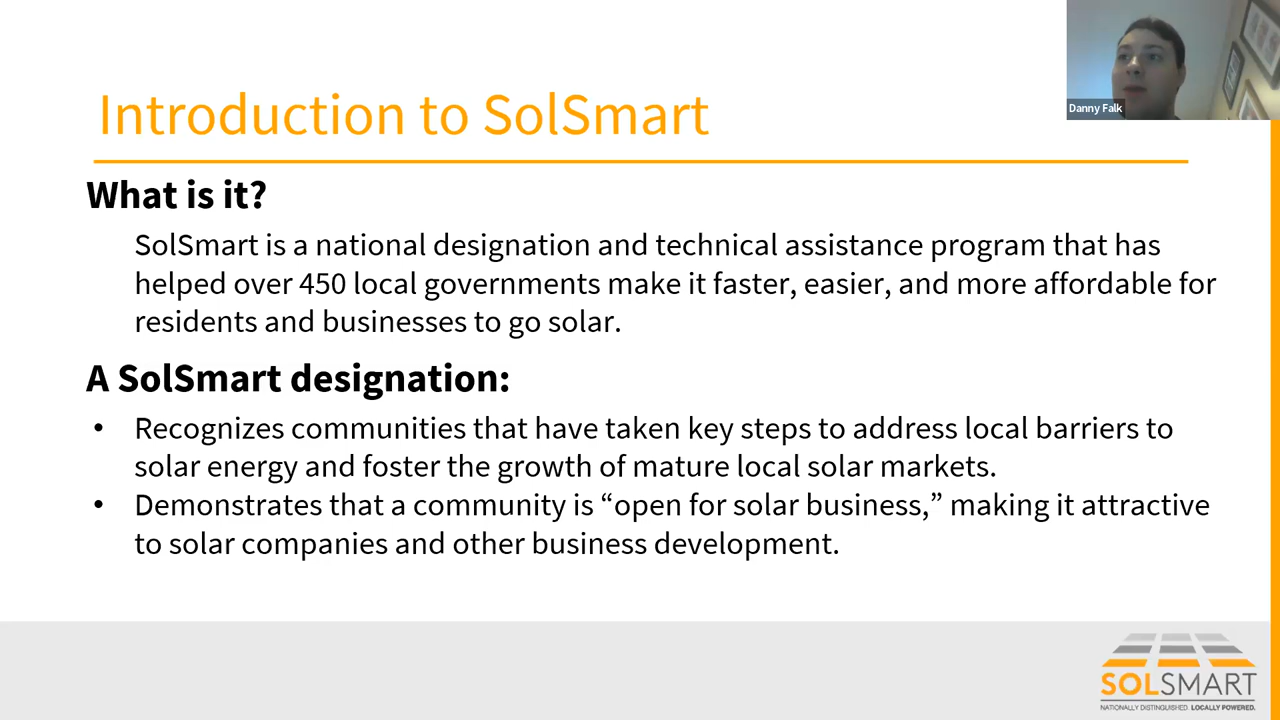 Danny Falk
Introduction to SolSmart
What is it?
SolSmart is a national designation and technical assistance program that has
helped over 450 local governments make it faster, easier, and more affordable for
residents and businesses to go solar.
A SolSmart designation:
• Recognizes communities that have taken key steps to address local barriers to
solar energy and foster the growth of mature local solar markets.
• Demonstrates that a community is “open for solar business,” making it attractive
to solar companies and other business development.
SOLSMART
NATIONALLY DISTINGUISHED. LOCALLY POWERED.